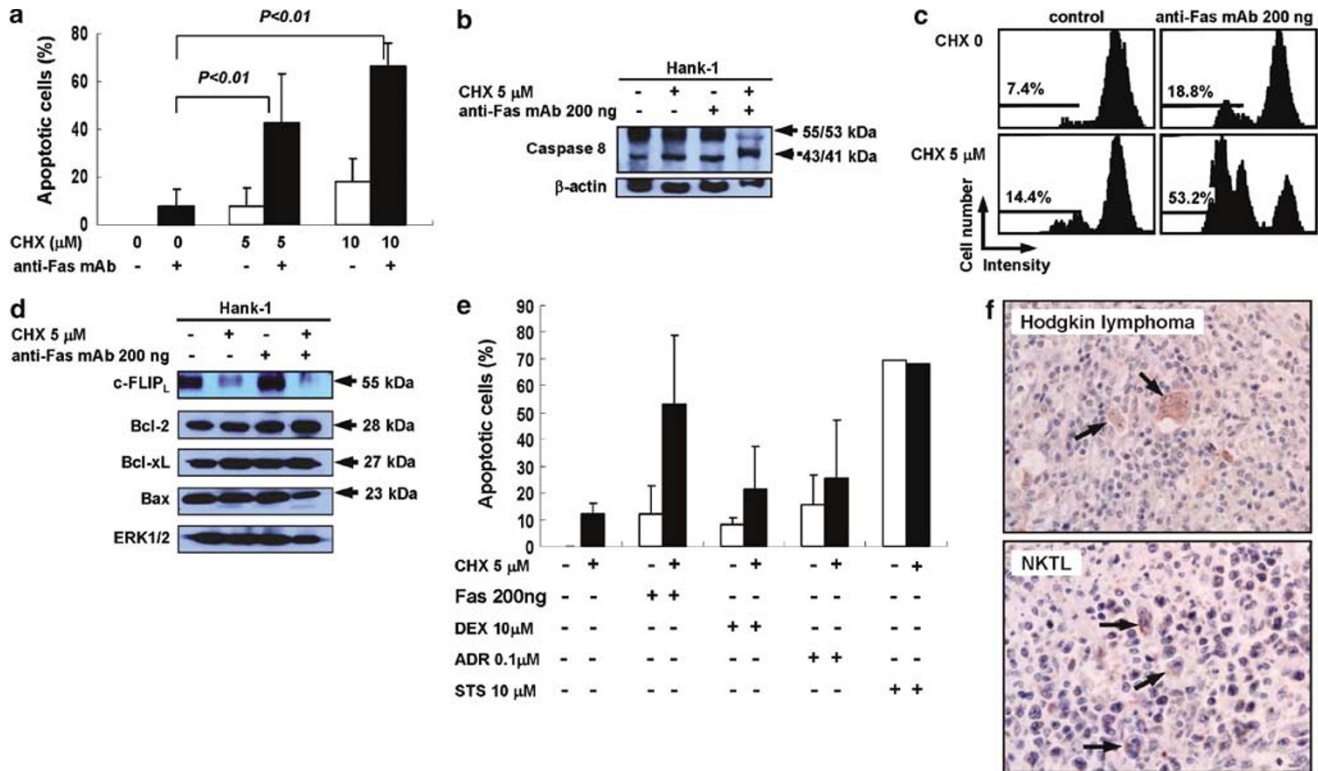 a
P<0.01
P<0.01
Apoptotic cells (%)
80
60
40
20
0
CHX (μM) 0 0 5 5 10 10
anti-Fas mAb - + - + - +
b
Hank-1
CHX 5 μM - + - +
anti-Fas mAb 200 ng - - + +
Caspase 8
55/53 kDa
43/41 kDa
β-actin
c
control
anti-Fas mAb 200 ng
CHX 0
7.4%
18.8%
CHX 5 μM
14.4%
53.2%
Cell number
Intensity
d
Hank-1
CHX 5 μM - + - +
anti-Fas mAb 200 ng - - + +
c-FLIPL 55 kDa
Bcl-2 28 kDa
Bcl-xL 27 kDa
Bax 23 kDa
ERK1/2
e
Apoptotic cells (%)
90
80
70
60
50
40
30
20
10
0
CHX 5 μM - + - + - + - + - +
Fas 200ng - - + + - - - - - -
DEX 10μM - - - - + + - - - -
ADR 0.1μM - - - - - - + + - -
STS 10 μM - - - - - - - - + +
f
Hodgkin lymphoma
NKTL